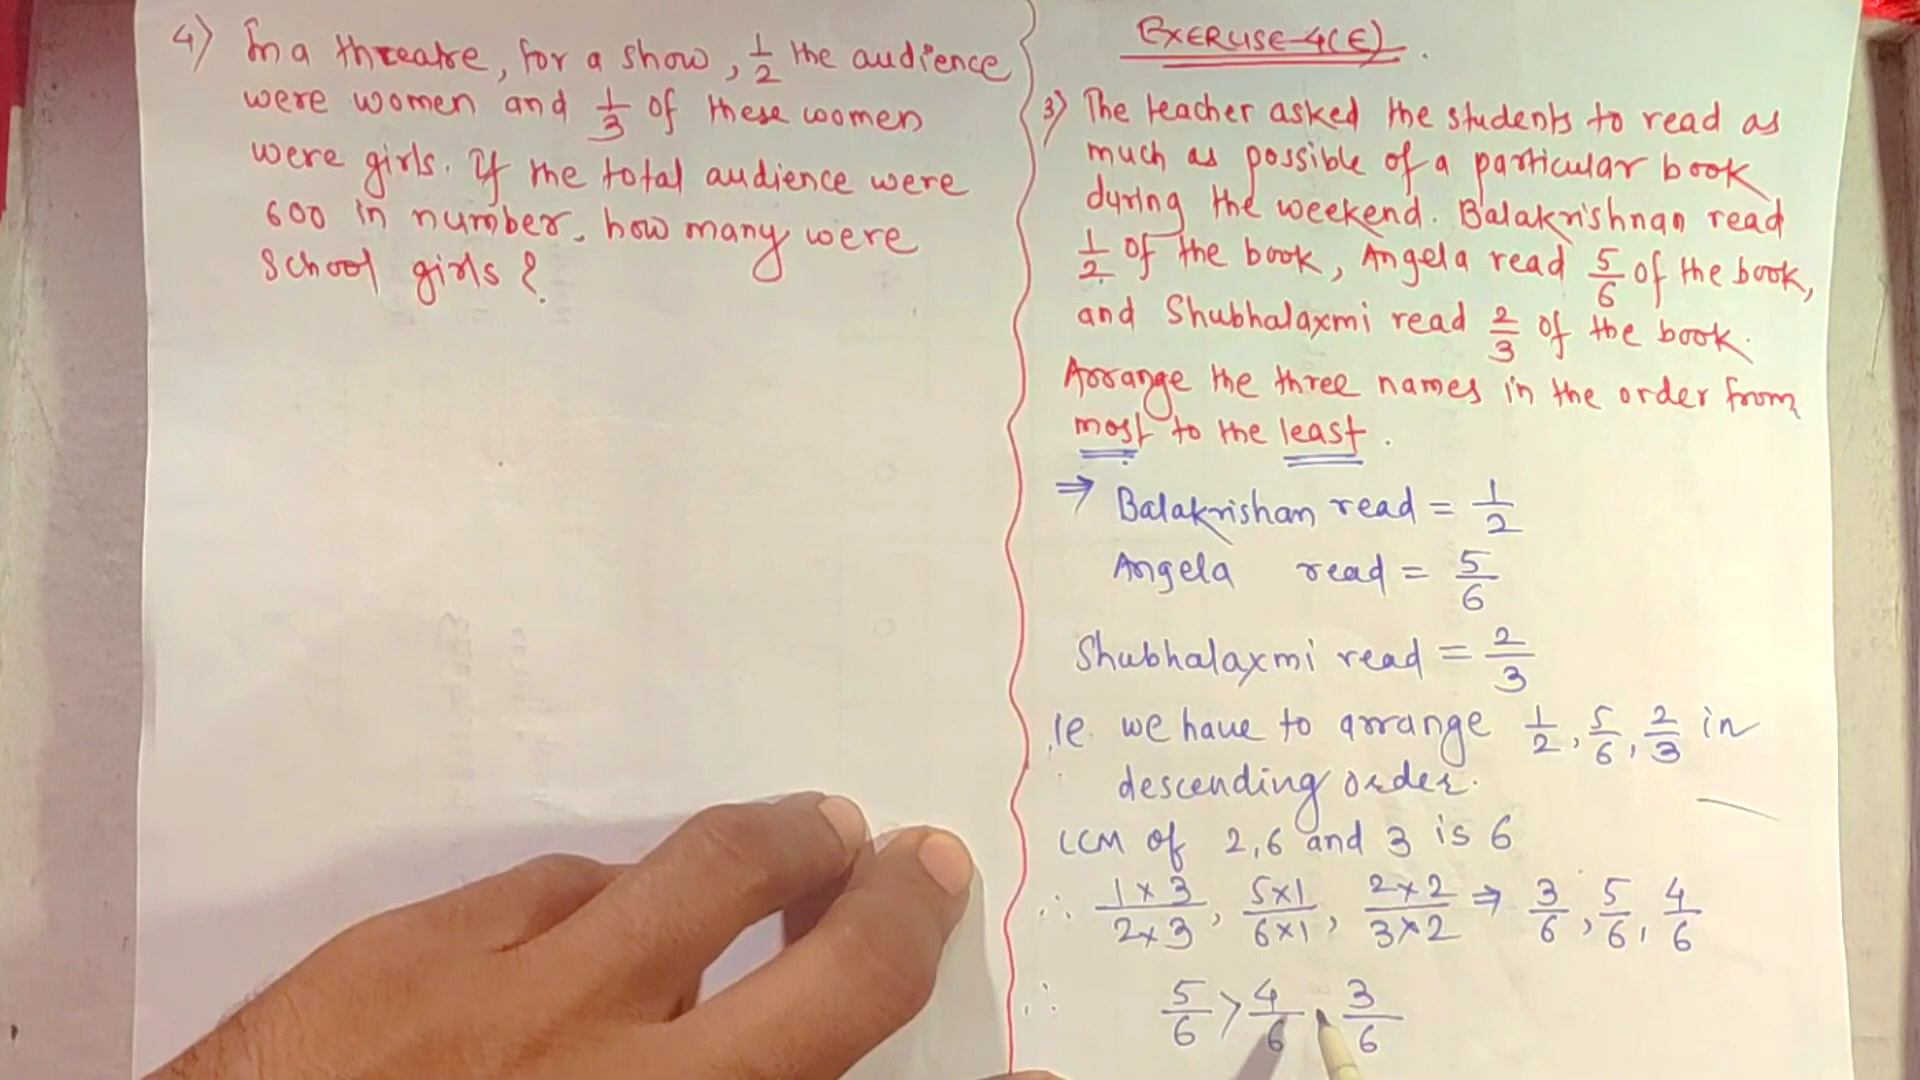 4) In a threatre, for a show, 1/2 the audience
were women and 1/3 of these women
were girls. If the total audience were
600 in number, how many were
School girls ?
EXERCISE-4(E).
3) The teacher asked the students to read as
much as possible of a particular book
during the weekend. Balakrishnan read
1/2 of the book, Angela read 5/6 of the book,
and Shubhalaxmi read 2/3 of the book.
Arrange the three names in the order from
most to the least.
⇒ Balakrishan read = 1/2
Angela read = 5/6
Shubhalaxmi read = 2/3
ie. we have to arrange 1/2, 5/6, 2/3 in
descending order.
LCM of 2,6 and 3 is 6
∴ 1×3/2×3, 5×1/6×1, 2×2/3×2 ⇒ 3/6, 5/6, 4/6
∴ 5/6 > 4/6 3/6